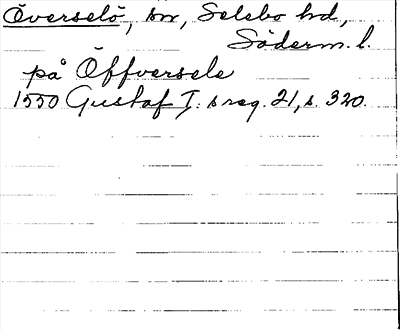 Överselö, sn, Selebo hd,
Söderm. l.
på Öffversele
1550 Gustaf I:s reg. 21, s. 320.